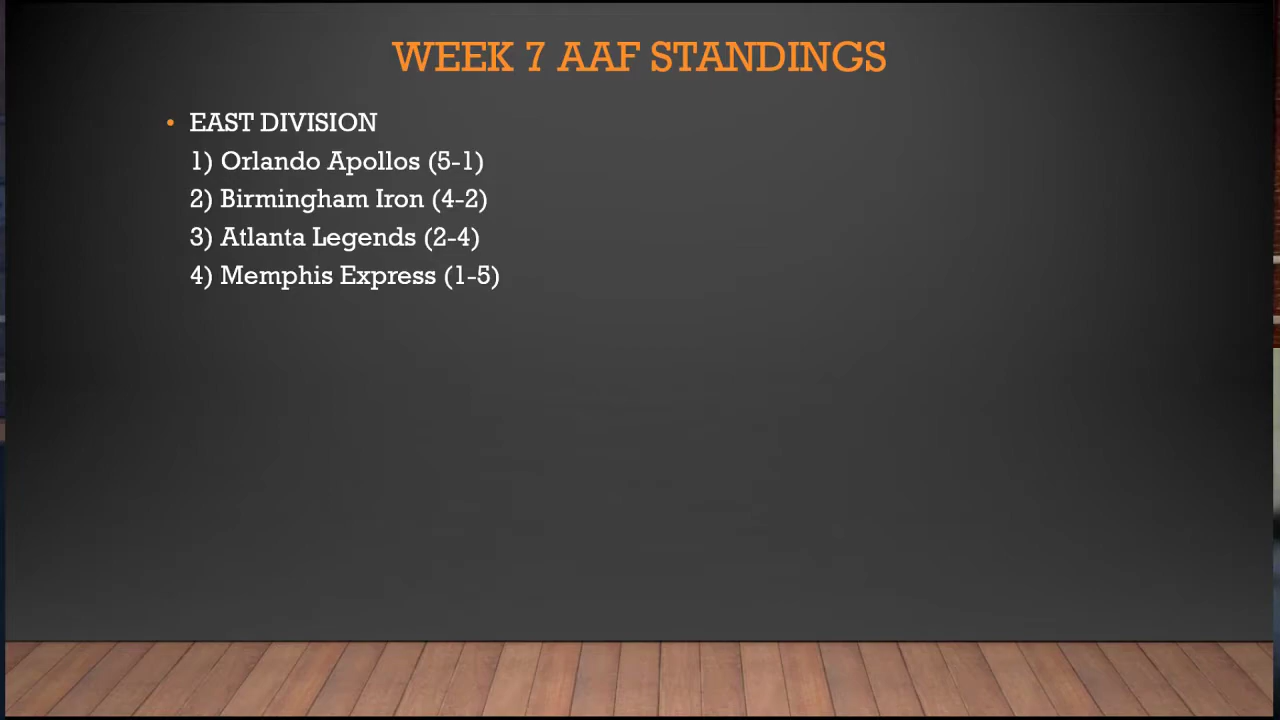 WEEK 7 AAF STANDINGS
• EAST DIVISION
1) Orlando Apollos (5-1)
2) Birmingham Iron (4-2)
3) Atlanta Legends (2-4)
4) Memphis Express (1-5)